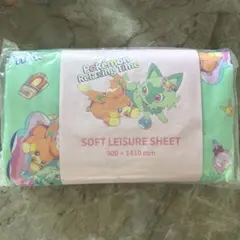 Pokémon
Relaxing Time
SOFT LEISURE SHEET
900 × 1410 mm